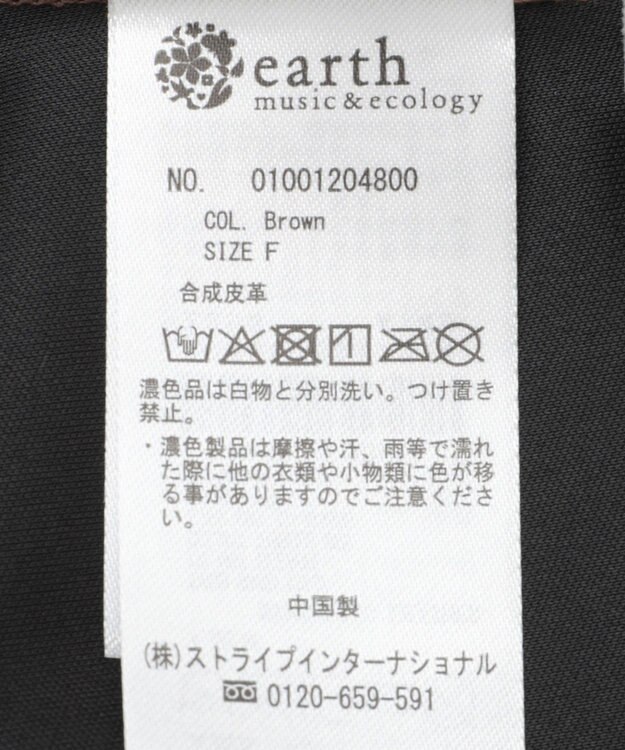 earth
music&ecology
NO. 01001204800
COL. Brown
SIZE F
合成皮革
濃色品は白物と分別洗い。つけ置き
禁止。
・濃色製品は摩擦や汗、雨等で濡れ
た際に他の衣類や小物類に色が移
る事がありますのでご注意くださ
い。
中国製
(株)ストライプインターナショナル
0120-659-591